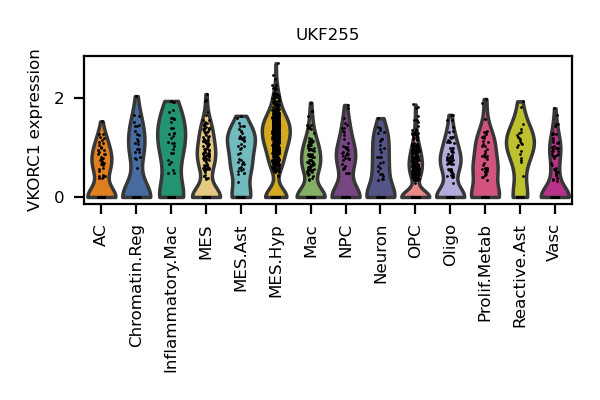 UKF255
VKORC1 expression
2
0
AC
Chromatin.Reg
Inflammatory.Mac
MES
MES.Ast
MES.Hyp
Mac
NPC
Neuron
OPC
Oligo
Prolif.Metab
Reactive.Ast
Vasc